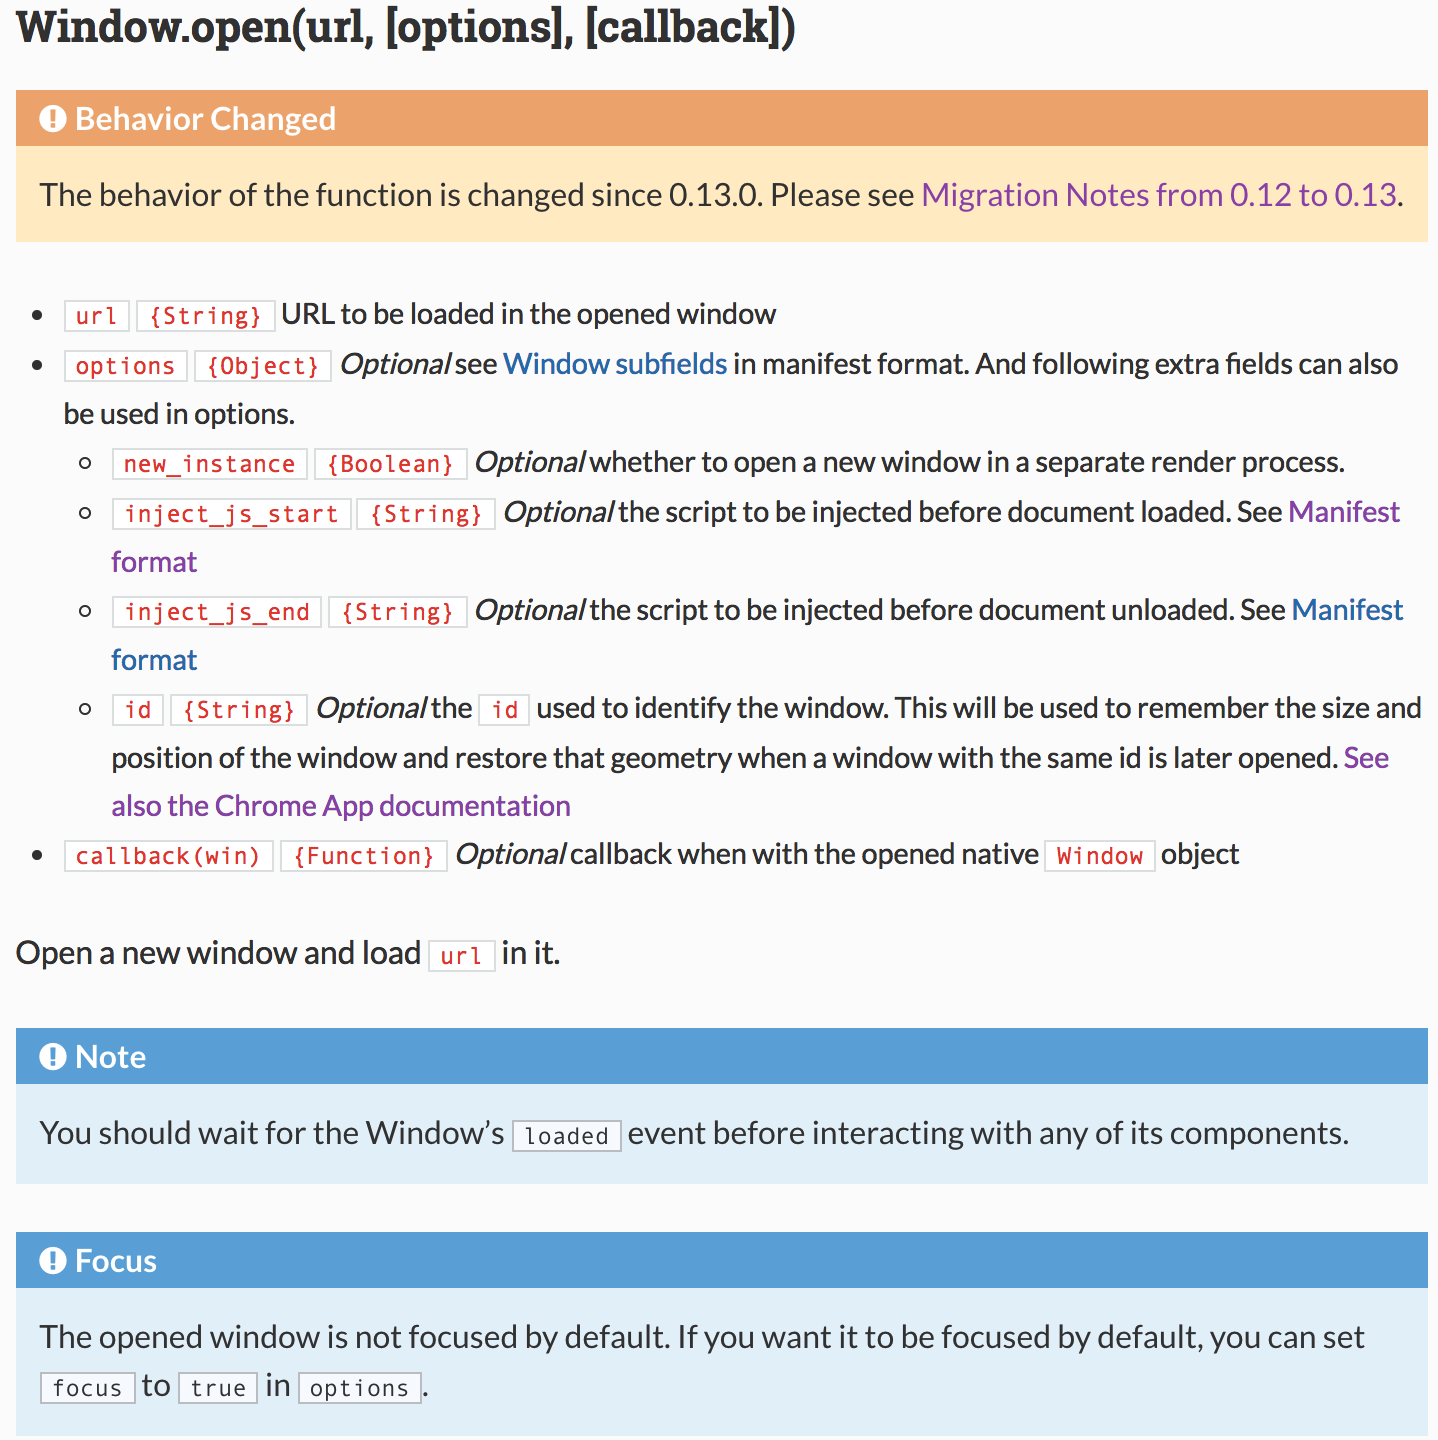 Window.open(url, [options], [callback])
Behavior Changed
The behavior of the function is changed since 0.13.0. Please see Migration Notes from 0.12 to 0.13.
url {String} URL to be loaded in the opened window
options {Object} Optional see Window subfields in manifest format. And following extra fields can also
be used in options.
new_instance {Boolean} Optional whether to open a new window in a separate render process.
inject_js_start {String} Optional the script to be injected before document loaded. See Manifest
format
inject_js_end {String} Optional the script to be injected before document unloaded. See Manifest
format
id {String} Optional the id used to identify the window. This will be used to remember the size and
position of the window and restore that geometry when a window with the same id is later opened. See
also the Chrome App documentation
callback(win) {Function} Optional callback when with the opened native Window object
Open a new window and load url in it.
Note
You should wait for the Window’s loaded event before interacting with any of its components.
Focus
The opened window is not focused by default. If you want it to be focused by default, you can set
focus to true in options.